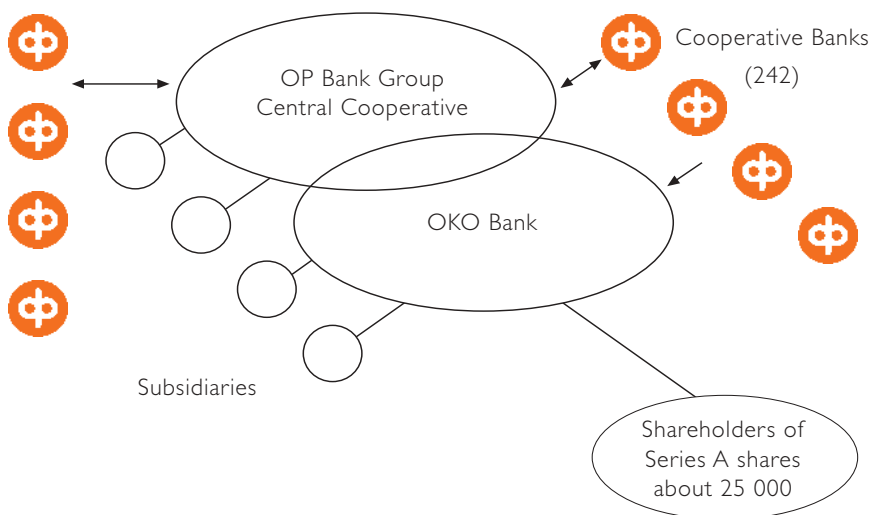 OP Bank Group
Central Cooperative
Cooperative Banks
(242)
OKO Bank
Subsidiaries
Shareholders of
Series A shares
about 25 000